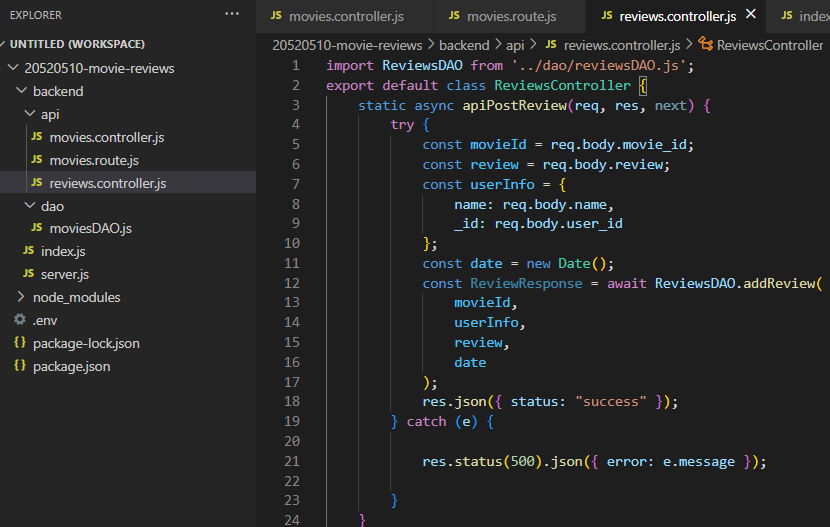 EXPLORER
···
UNTITLED (WORKSPACE)
20520510-movie-reviews
backend
api
JS movies.controller.js
JS movies.route.js
JS reviews.controller.js
dao
JS moviesDAO.js
JS index.js
JS server.js
node_modules
.env
{} package-lock.json
{} package.json
JS movies.controller.js JS movies.route.js JS reviews.controller.js × JS index
20520510-movie-reviews > backend > api > JS reviews.controller.js > ReviewsController
1 import ReviewsDAO from '../dao/reviewsDAO.js';
2 export default class ReviewsController {
3 static async apiPostReview(req, res, next) {
4 try {
5 const movieId = req.body.movie_id;
6 const review = req.body.review;
7 const userInfo = {
8 name: req.body.name,
9 _id: req.body.user_id
10 };
11 const date = new Date();
12 const ReviewResponse = await ReviewsDAO.addReview(
13 movieId,
14 userInfo,
15 review,
16 date
17 );
18 res.json({ status: "success" });
19 } catch (e) {
20
21 res.status(500).json({ error: e.message });
22
23 }
24 }